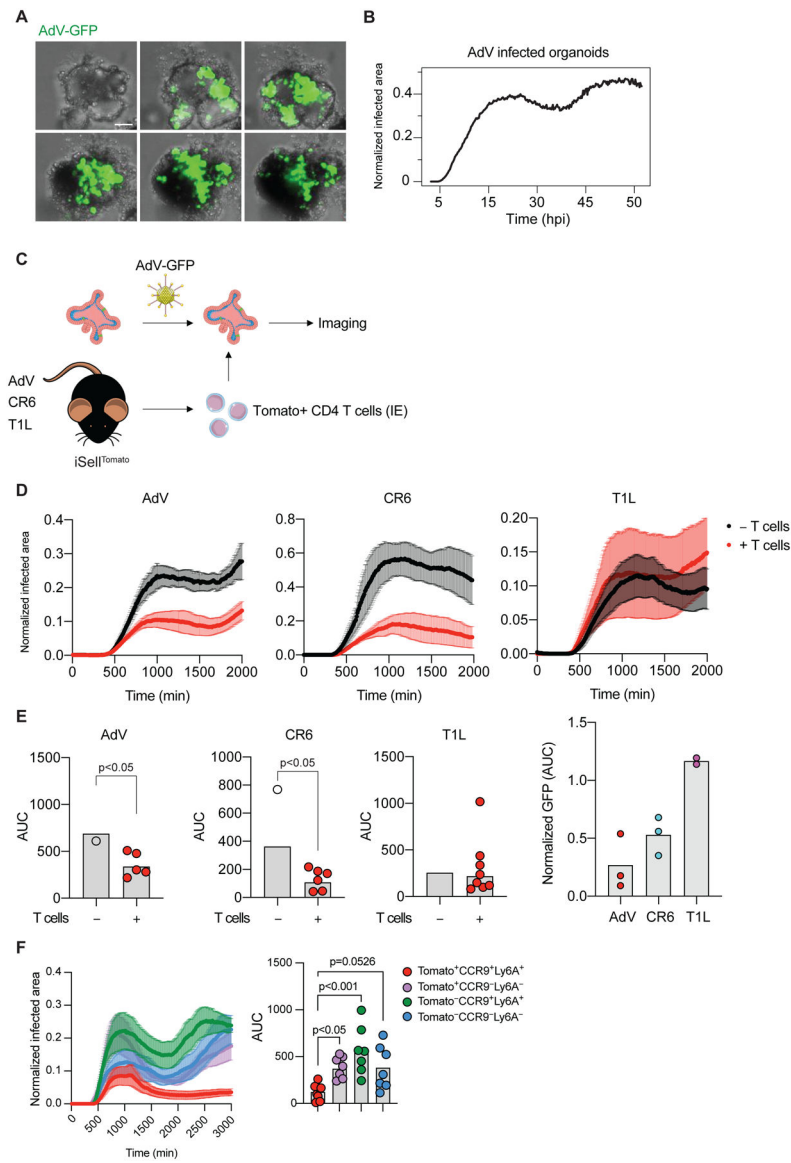 A
AdV-GFP
B
AdV infected organoids
Normalized infected area
0.4
0.2
0
5
15
30
45
50
Time (hpi)
C
AdV-GFP
Imaging
AdV
CR6
T1L
Tomato+ CD4 T cells (IE)
iSellTomato
D
AdV
Normalized infected area
0.4
0.3
0.2
0.1
0.0
0
500
1000
1500
2000
Time (min)
CR6
0.8
0.6
0.4
0.2
0.0
0
500
1000
1500
2000
Time (min)
T1L
0.20
0.15
0.10
0.05
0.00
0
500
1000
1500
2000
Time (min)
– T cells
+ T cells
E
AdV
AUC
1500
1000
500
0
p<0.05
T cells
–
+
CR6
AUC
1000
800
600
400
200
0
p<0.05
T cells
–
+
T1L
AUC
1500
1000
500
0
T cells
–
+
Normalized GFP (AUC)
1.5
1.0
0.5
0.0
AdV
CR6
T1L
F
Normalized infected area
0.4
0.3
0.2
0.1
0.0
0
500
1000
1500
2000
2500
3000
Time (min)
AUC
1500
1000
500
0
p=0.0526
p<0.001
p<0.05
Tomato+CCR9+Ly6A+
Tomato+CCR9–Ly6A–
Tomato–CCR9+Ly6A+
Tomato–CCR9–Ly6A–